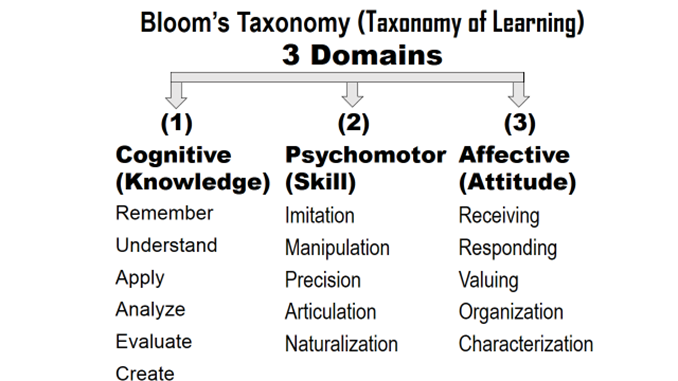 Bloom's Taxonomy (Taxonomy of Learning)
3 Domains
(1)
Cognitive
(Knowledge)
Remember
Understand
Apply
Analyze
Evaluate
Create
(2)
Psychomotor
(Skill)
Imitation
Manipulation
Precision
Articulation
Naturalization
(3)
Affective
(Attitude)
Receiving
Responding
Valuing
Organization
Characterization